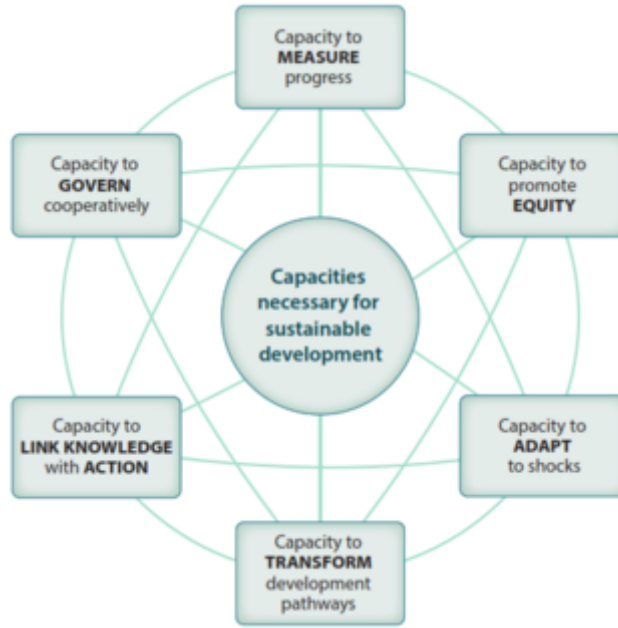 Capacity to
MEASURE
progress
Capacity to
GOVERN
cooperatively
Capacity to
promote
EQUITY
Capacities
necessary for
sustainable
development
Capacity to
LINK KNOWLEDGE
with ACTION
Capacity to
ADAPT
to shocks
Capacity to
TRANSFORM
development
pathways